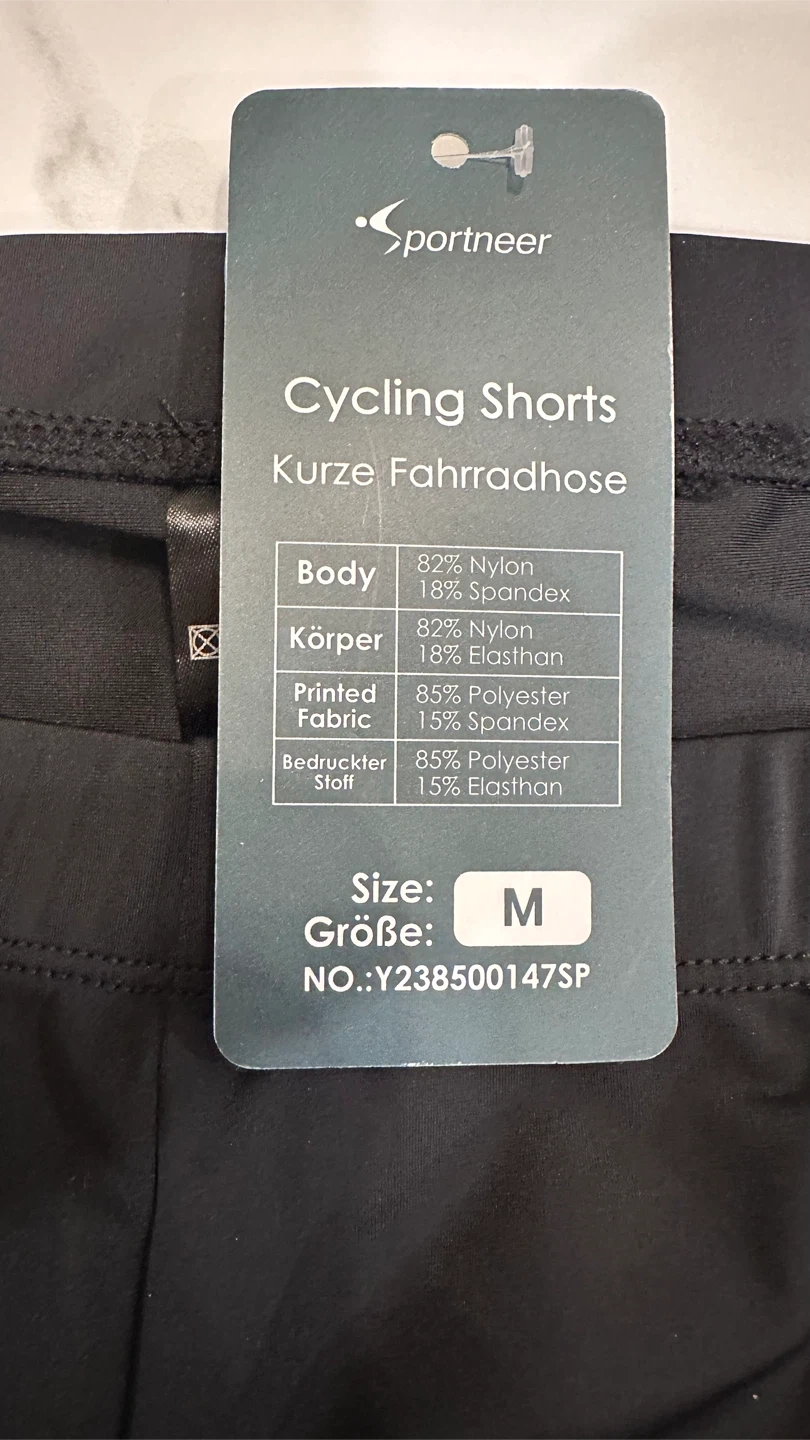 Sportneer
Cycling Shorts
Kurze Fahrradhose
Body
82% Nylon
18% Spandex
Körper
82% Nylon
18% Elasthan
Printed
Fabric
85% Polyester
15% Spandex
Bedruckter
Stoff
85% Polyester
15% Elasthan
Size:
Größe:
M
NO.:Y238500147SP